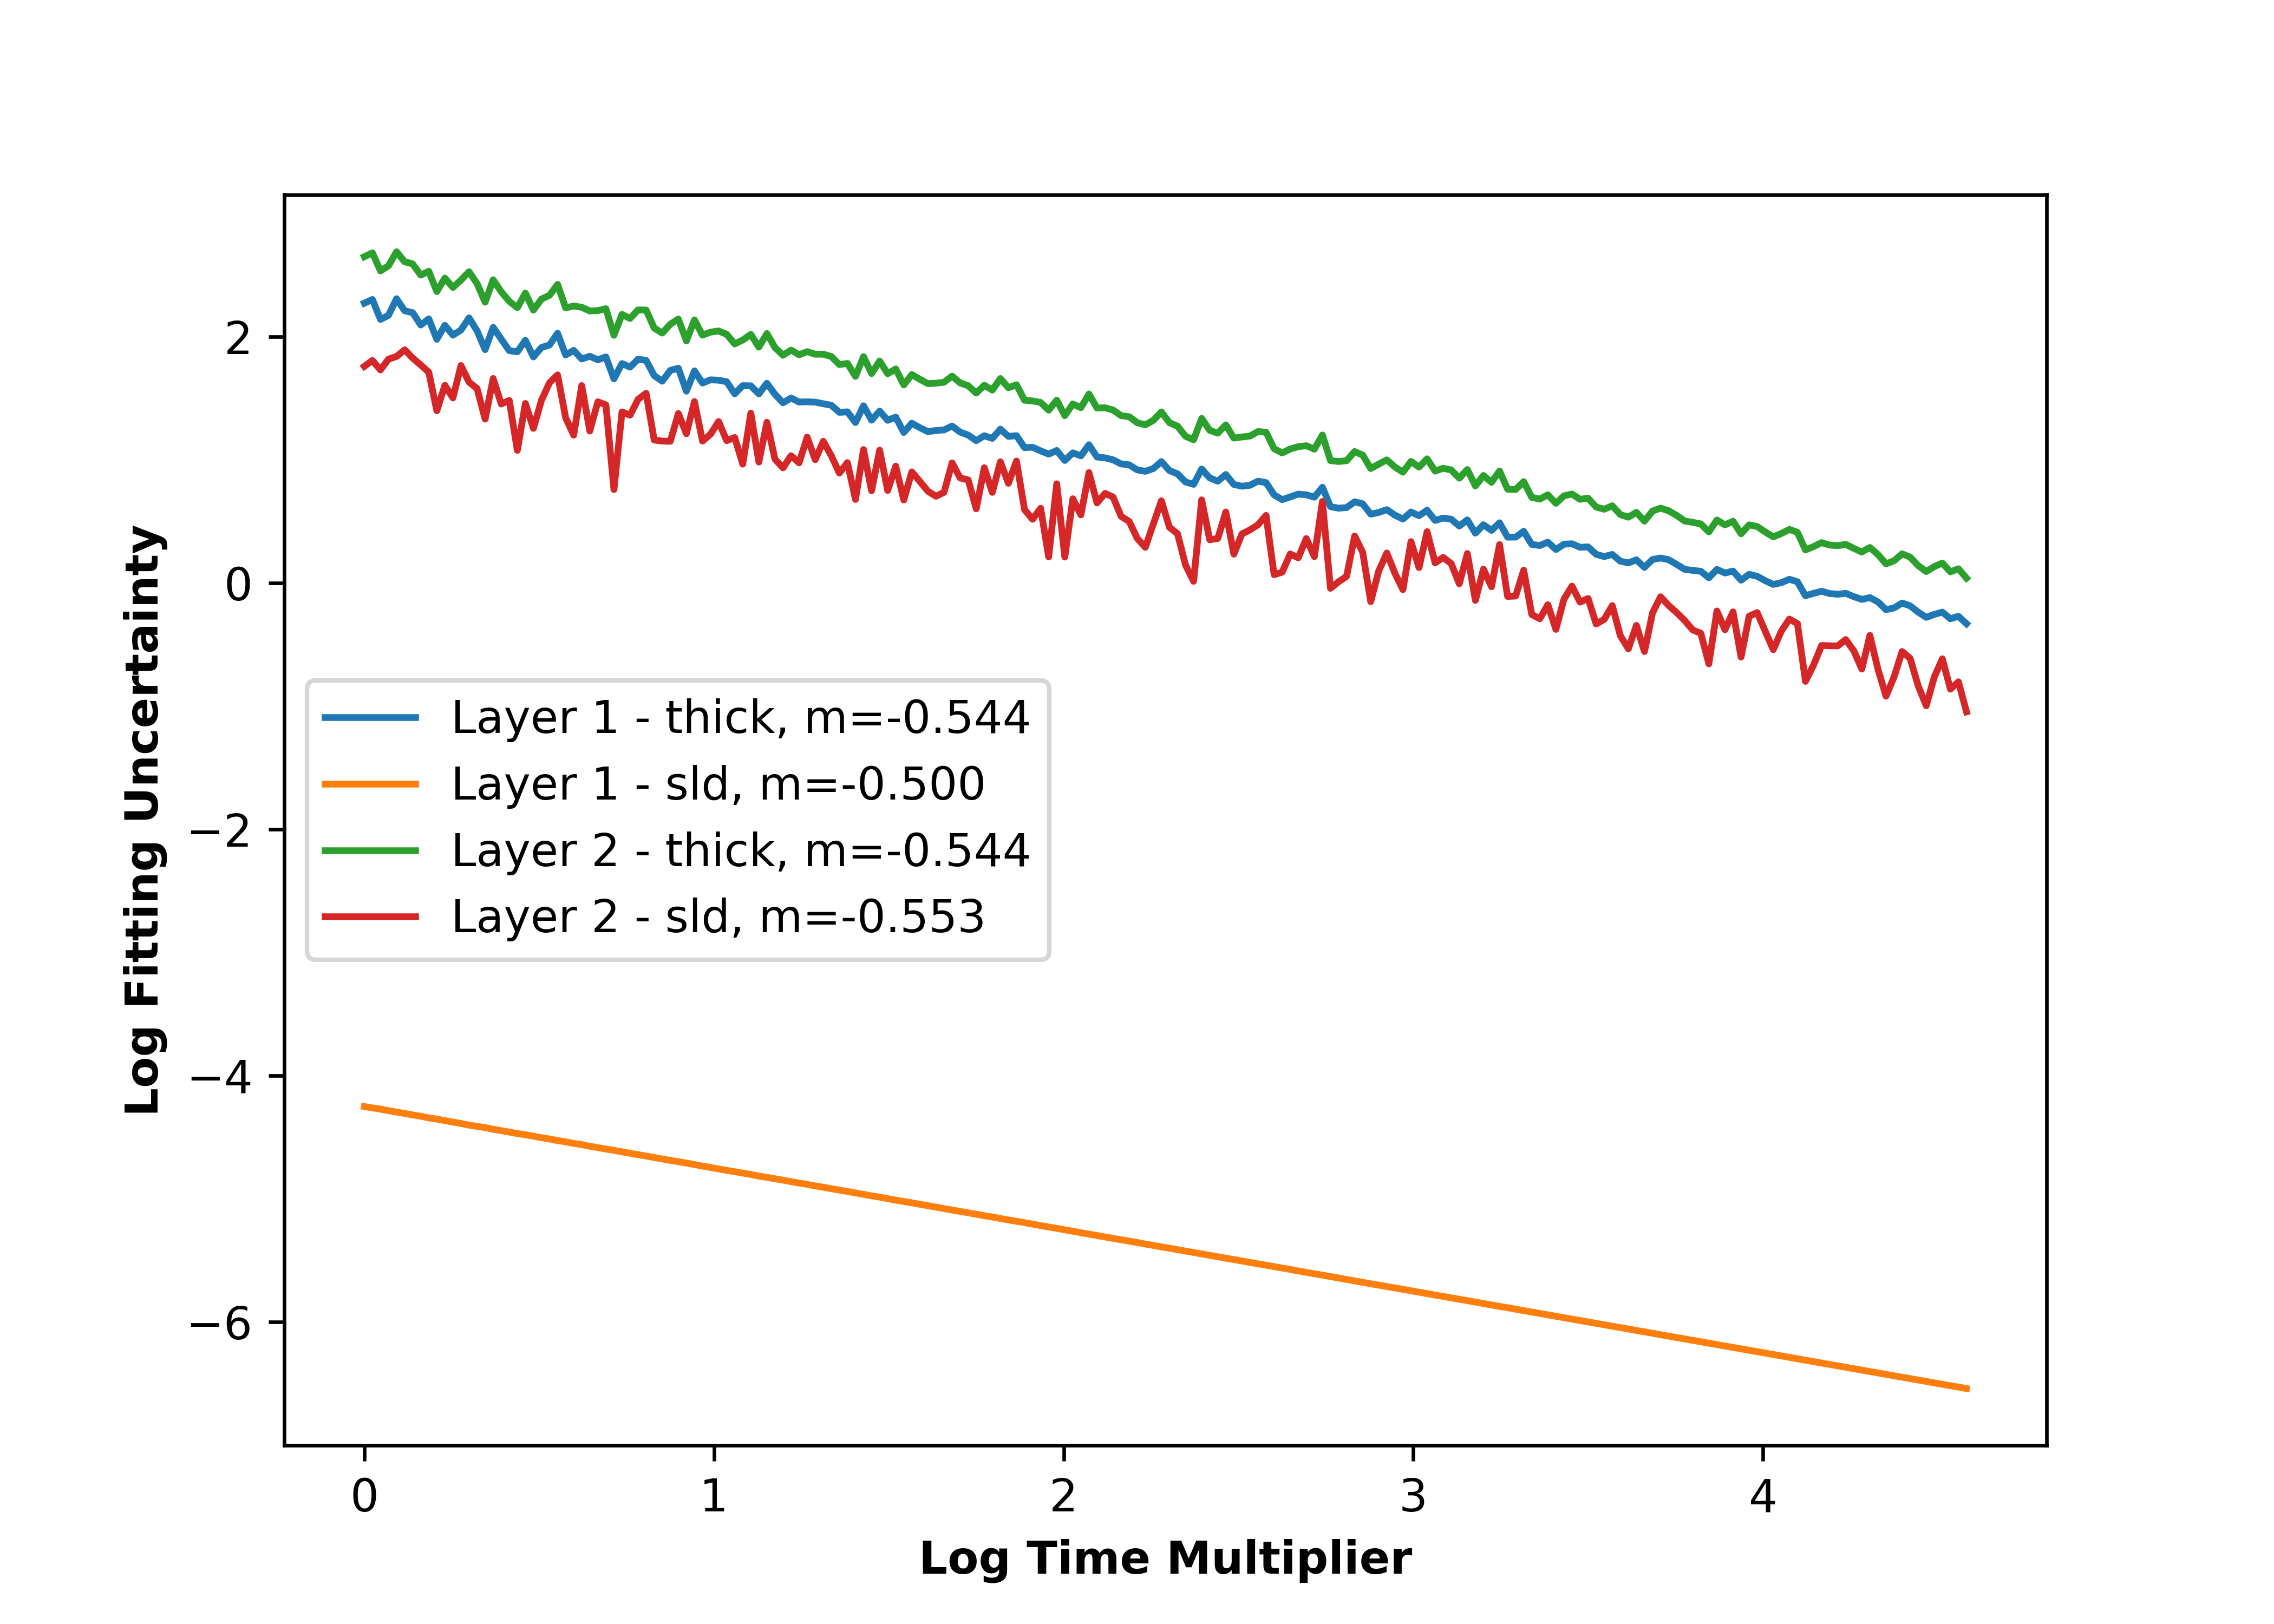 2
0
−2
−4
−6
Log Fitting Uncertainty
Layer 1 - thick, m=-0.544
Layer 1 - sld, m=-0.500
Layer 2 - thick, m=-0.544
Layer 2 - sld, m=-0.553
0 1 2 3 4
Log Time Multiplier